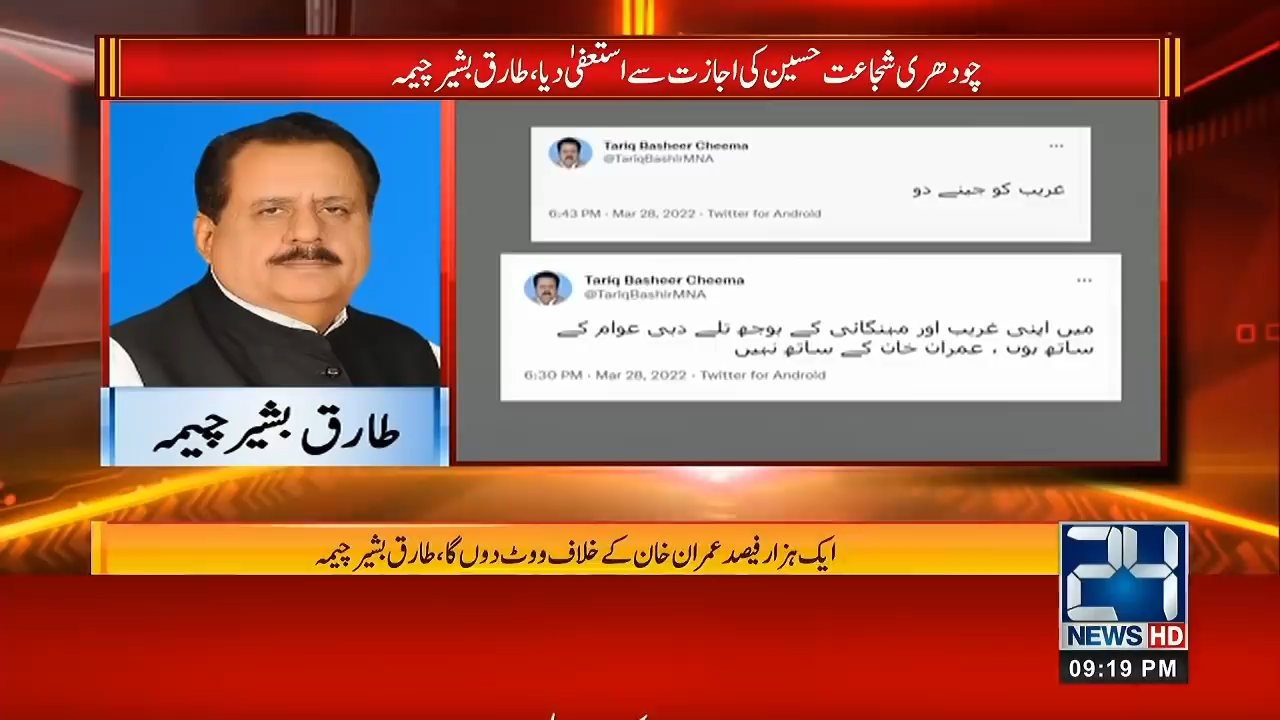 چودھری شجاعت حسین کی اجازت سے استعفیٰ دیا، طارق بشیر چیمہ
Tariq Basheer Cheema
@TariqBashirMNA
غریب کو جینے دو
6:43 PM · Mar 28, 2022 · Twitter for Android
Tariq Basheer Cheema
@TariqBashirMNA
میں اپنی غریب اور مہنگائی کے بوجھ تلے دبی عوام کے
ساتھ ہوں ، عمران خان کے ساتھ نہیں
6:30 PM · Mar 28, 2022 · Twitter for Android
طارق بشیر چیمہ
ایک ہزار فیصد عمران خان کے خلاف ووٹ دوں گا، طارق بشیر چیمہ
24
NEWS HD
09:19 PM